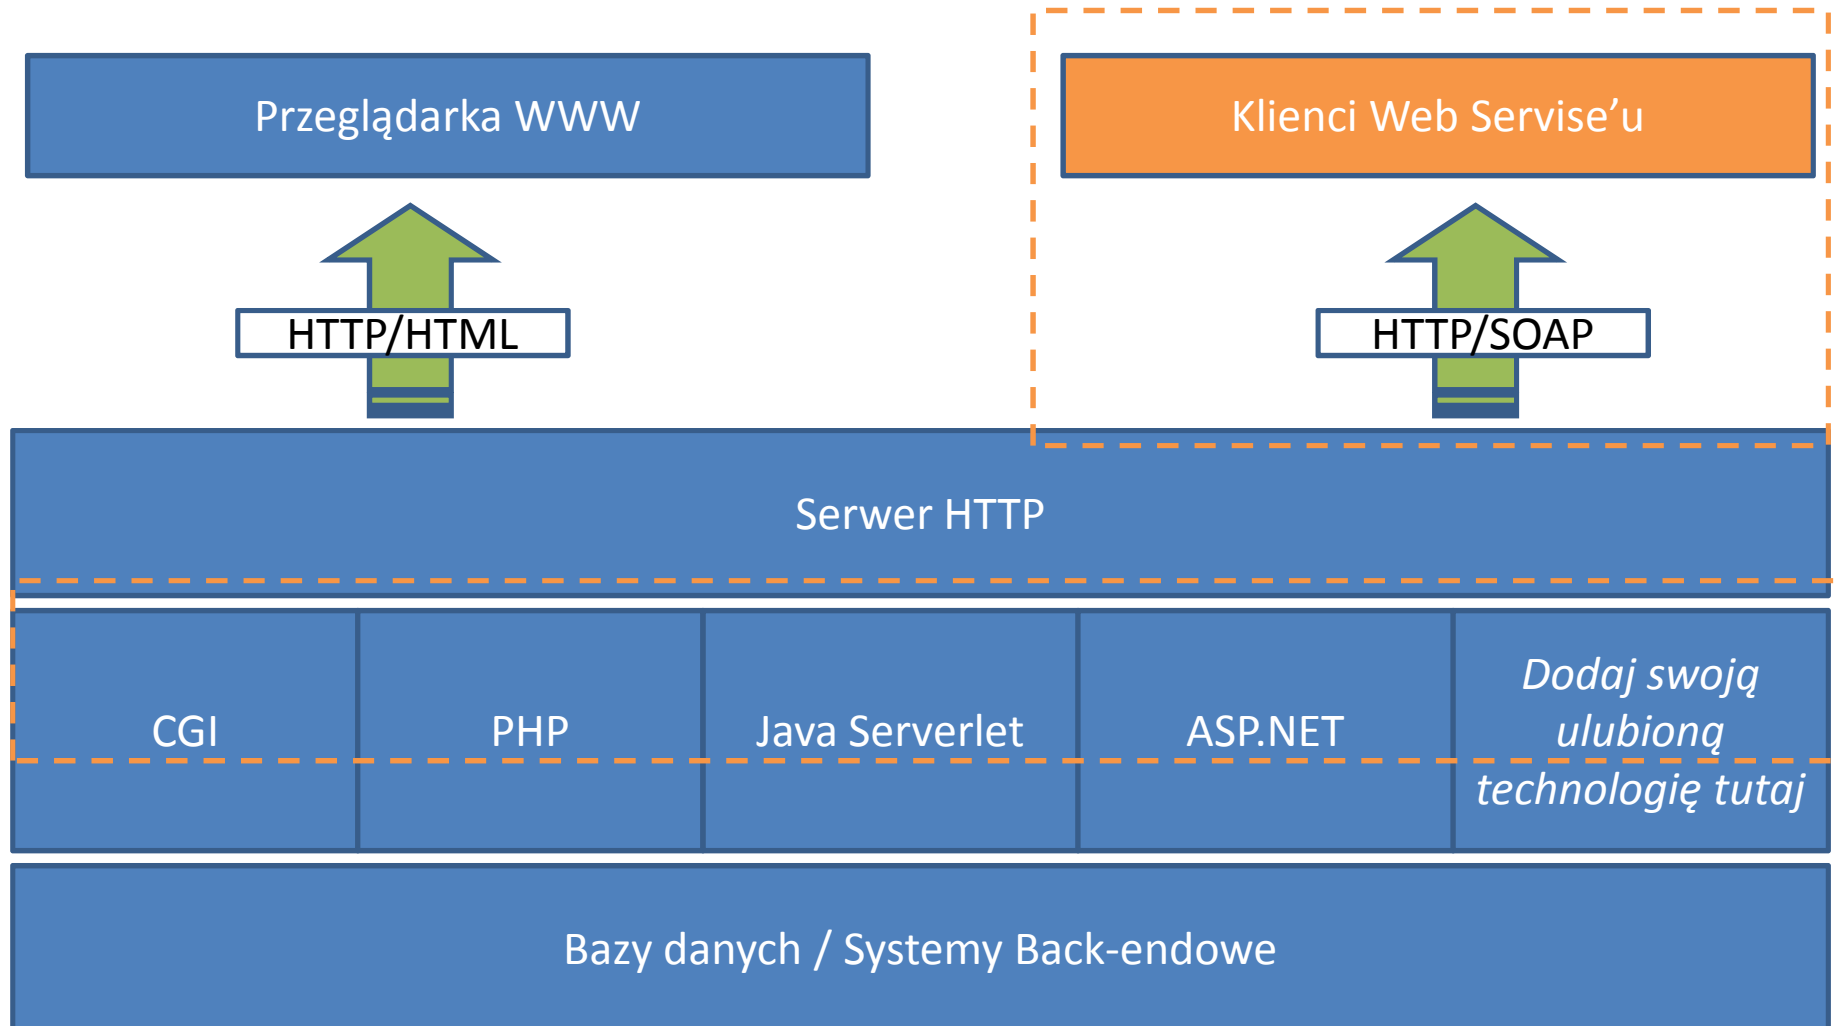 Przeglądarka WWW
Klienci Web Servise’u
HTTP/HTML
HTTP/SOAP
Serwer HTTP
CGI
PHP
Java Serverlet
ASP.NET
Dodaj swoją
ulubioną
technologię tutaj
Bazy danych / Systemy Back-endowe